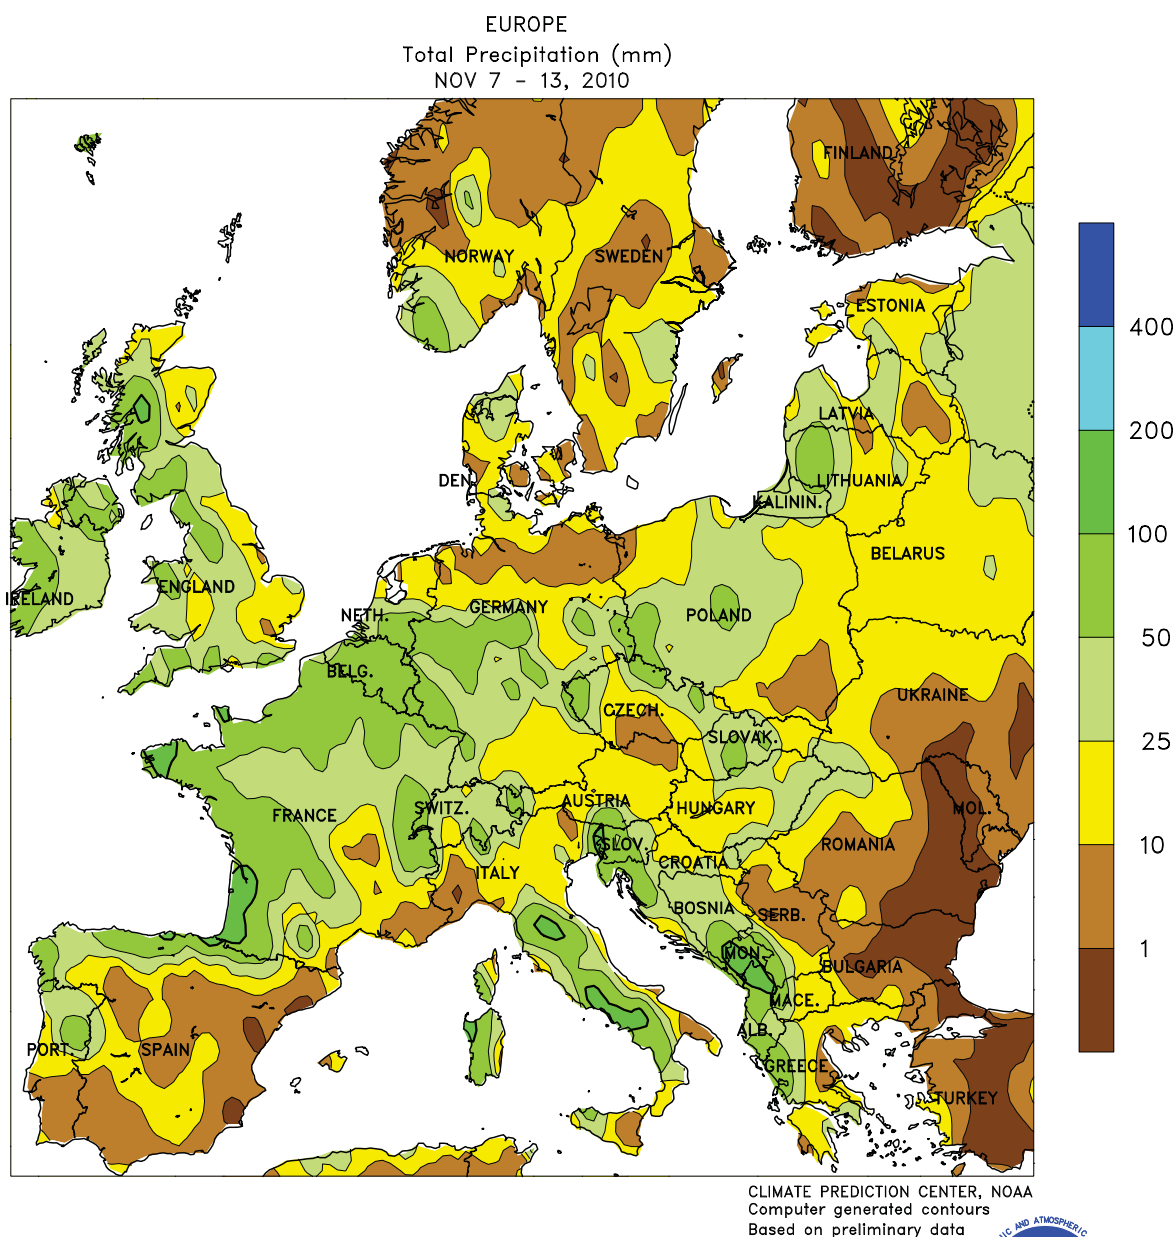 EUROPE
Total Precipitation (mm)
NOV 7 - 13, 2010
FINLAND
NORWAY
SWEDEN
ESTONIA
400
LATVIA
200
DEN.
LITHUANIA
KALININ.
100
BELARUS
ENGLAND
IRELAND
NETH.
GERMANY
POLAND
50
BELG.
UKRAINE
CZECH.
SLOVAK.
25
FRANCE
SWITZ.
AUSTRIA
HUNGARY
MOL.
SLOV.
ROMANIA
10
CROATIA
ITALY
BOSNIA
SERB.
MON.
BULGARIA
1
MACE.
ALB.
PORT.
SPAIN
GREECE
TURKEY
CLIMATE PREDICTION CENTER, NOAA
Computer generated contours
Based on preliminary data
NIC AND ATMOSPHERIC